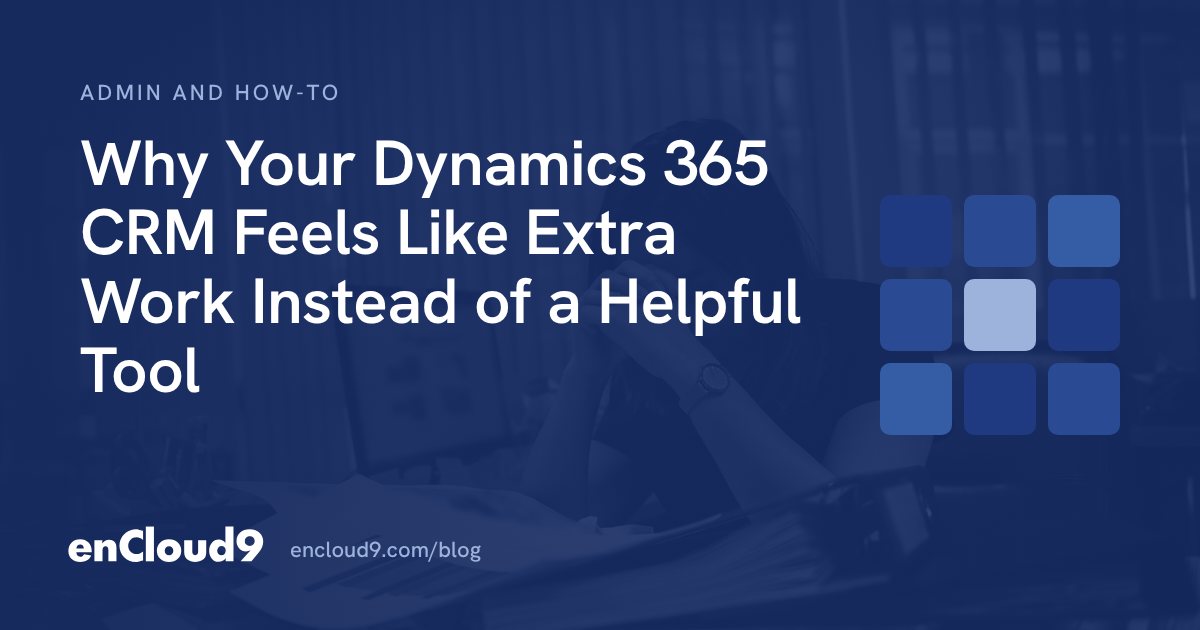 ADMIN AND HOW-TO
Why Your Dynamics 365
CRM Feels Like Extra
Work Instead of a Helpful
Tool
enCloud9
encloud9.com/blog